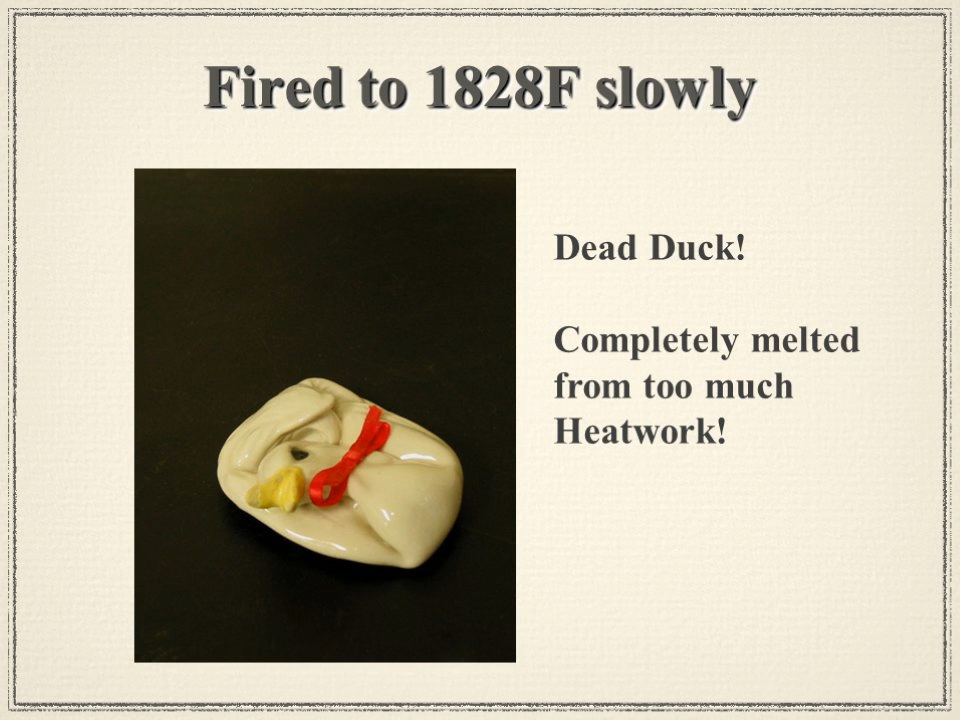 Fired to 1828F slowly
Dead Duck!
Completely melted
from too much
Heatwork!